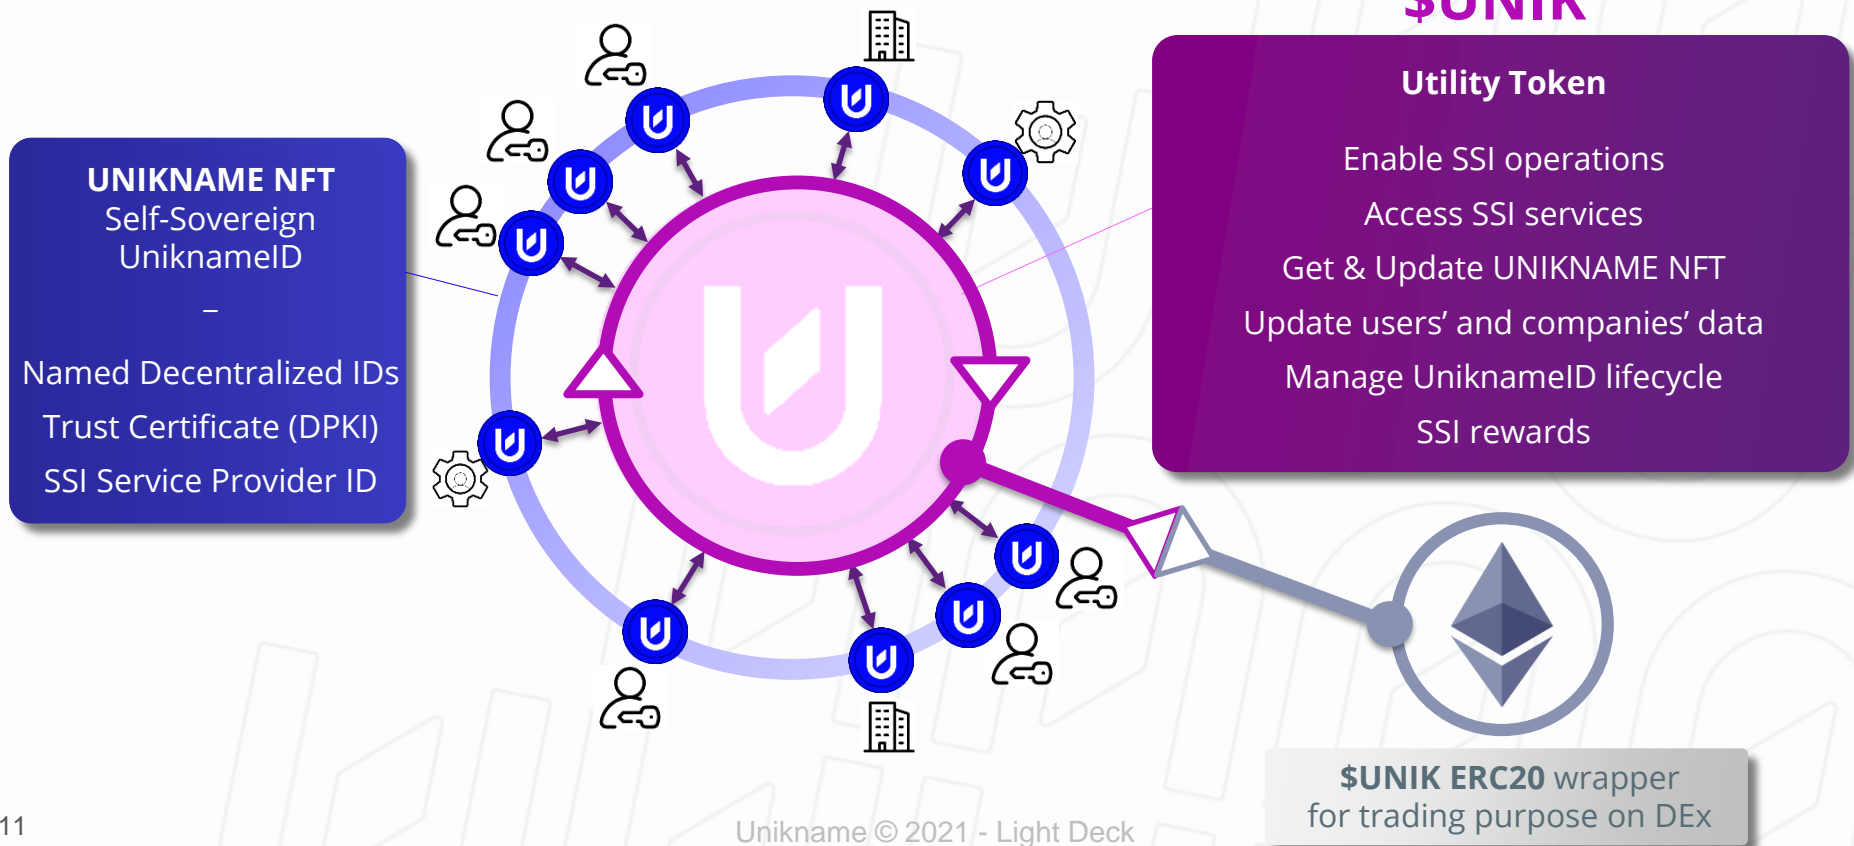 $UNIK
UNIKNAME NFT
Self-Sovereign
UniknameID
–
Named Decentralized IDs
Trust Certificate (DPKI)
SSI Service Provider ID
Utility Token
Enable SSI operations
Access SSI services
Get & Update UNIKNAME NFT
Update users’ and companies’ data
Manage UniknameID lifecycle
SSI rewards
$UNIK ERC20 wrapper
for trading purpose on DEx
11
Unikname © 2021 - Light Deck